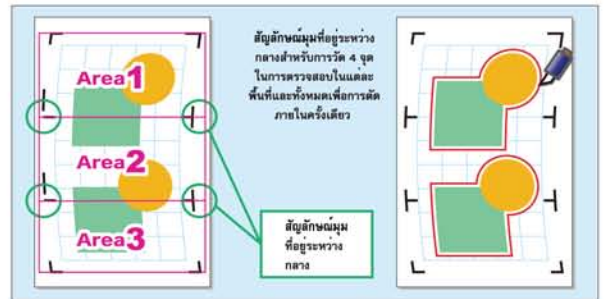 Area1
Area2
Area3
สัญลักษณ์มุมที่อยู่ระหว่าง
กลางสำหรับการวัด 4 จุด
ในการตรวจสอบในแต่ละ
พื้นที่และทั้งหมดเพื่อการตัด
ภายในครั้งเดียว
สัญลักษณ์มุม
ที่อยู่ระหว่าง
กลาง